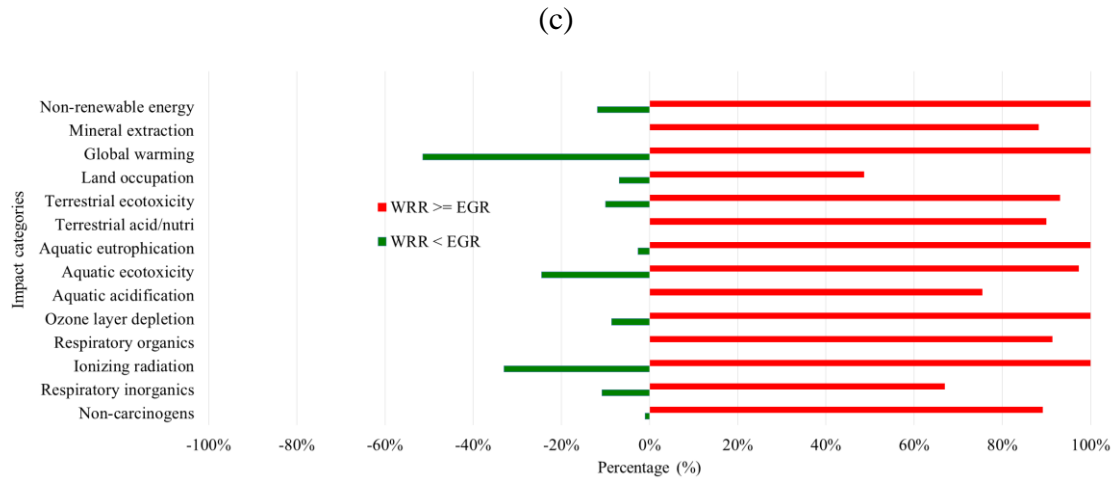 (c)
Impact categories
Non-renewable energy
Mineral extraction
Global warming
Land occupation
Terrestrial ecotoxicity
Terrestrial acid/nutri
Aquatic eutrophication
Aquatic ecotoxicity
Aquatic acidification
Ozone layer depletion
Respiratory organics
Ionizing radiation
Respiratory inorganics
Non-carcinogens
WRR >= EGR
WRR < EGR
-100% -80% -60% -40% -20% 0% 20% 40% 60% 80% 100%
Percentage (%)